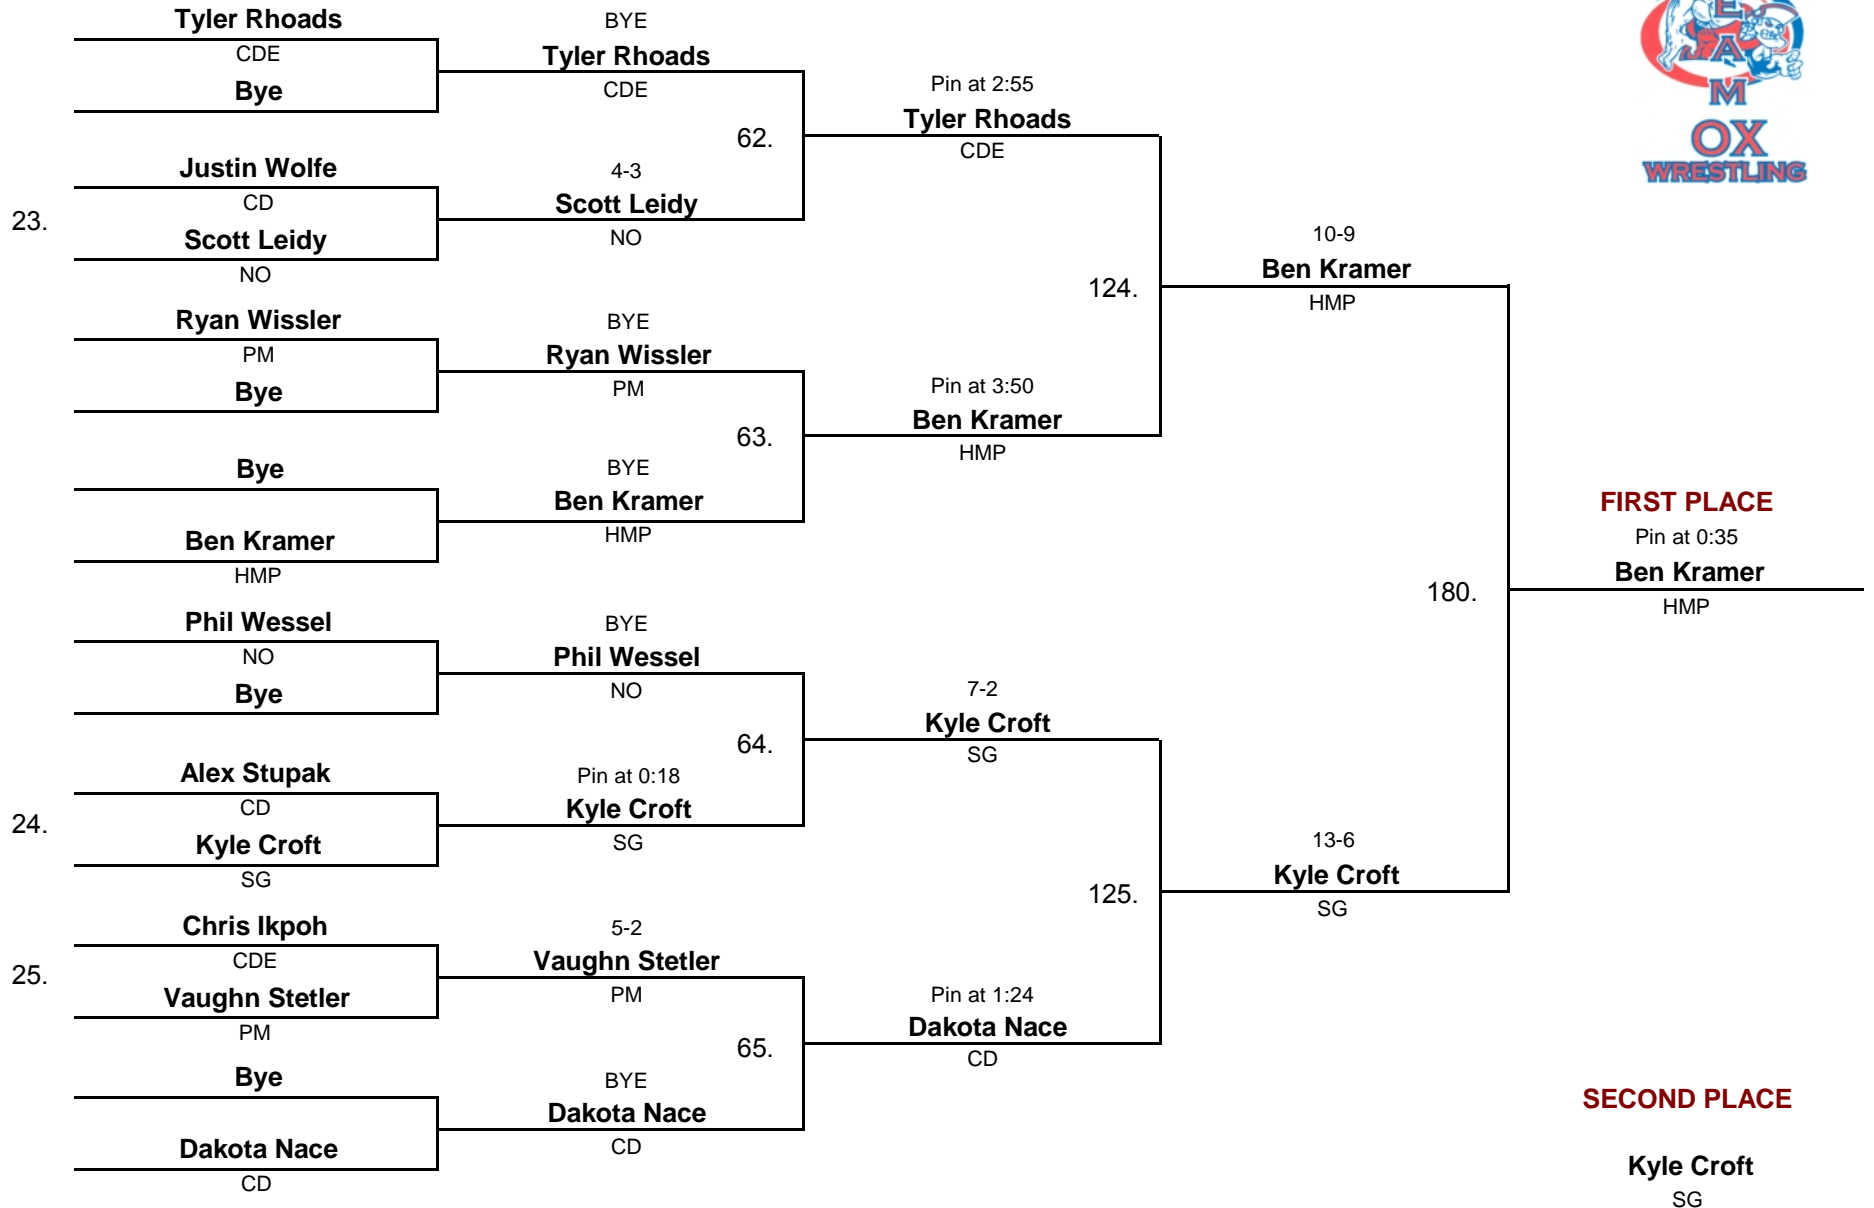 Tyler Rhoads
CDE
Bye
23.
Justin Wolfe
CD
Scott Leidy
NO
Ryan Wissler
PM
Bye
Bye
Ben Kramer
HMP
Phil Wessel
NO
Bye
24.
Alex Stupak
CD
Kyle Croft
SG
25.
Chris Ikpoh
CDE
Vaughn Stetler
PM
Bye
Dakota Nace
CD
BYE
Tyler Rhoads
CDE
62.
4-3
Scott Leidy
NO
BYE
Ryan Wissler
PM
63.
BYE
Ben Kramer
HMP
BYE
Phil Wessel
NO
64.
Pin at 0:18
Kyle Croft
SG
5-2
Vaughn Stetler
PM
65.
BYE
Dakota Nace
CD
Pin at 2:55
Tyler Rhoads
CDE
124.
Pin at 3:50
Ben Kramer
HMP
7-2
Kyle Croft
SG
125.
Pin at 1:24
Dakota Nace
CD
10-9
Ben Kramer
HMP
180.
13-6
Kyle Croft
SG
E
A
M
OX
WRESTLING
FIRST PLACE
Pin at 0:35
Ben Kramer
HMP
SECOND PLACE
Kyle Croft
SG